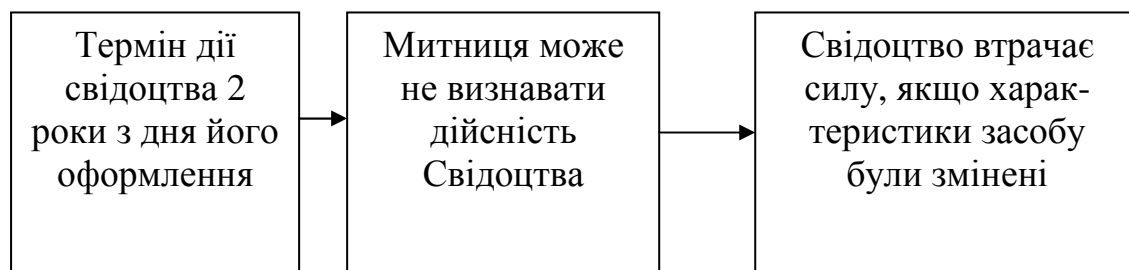 Термін дії
свідоцтва 2
роки з дня його
оформлення
Митниця може
не визнавати
дійсність
Свідоцтва
Свідоцтво втрачає
силу, якщо харак-
теристики засобу
були змінені